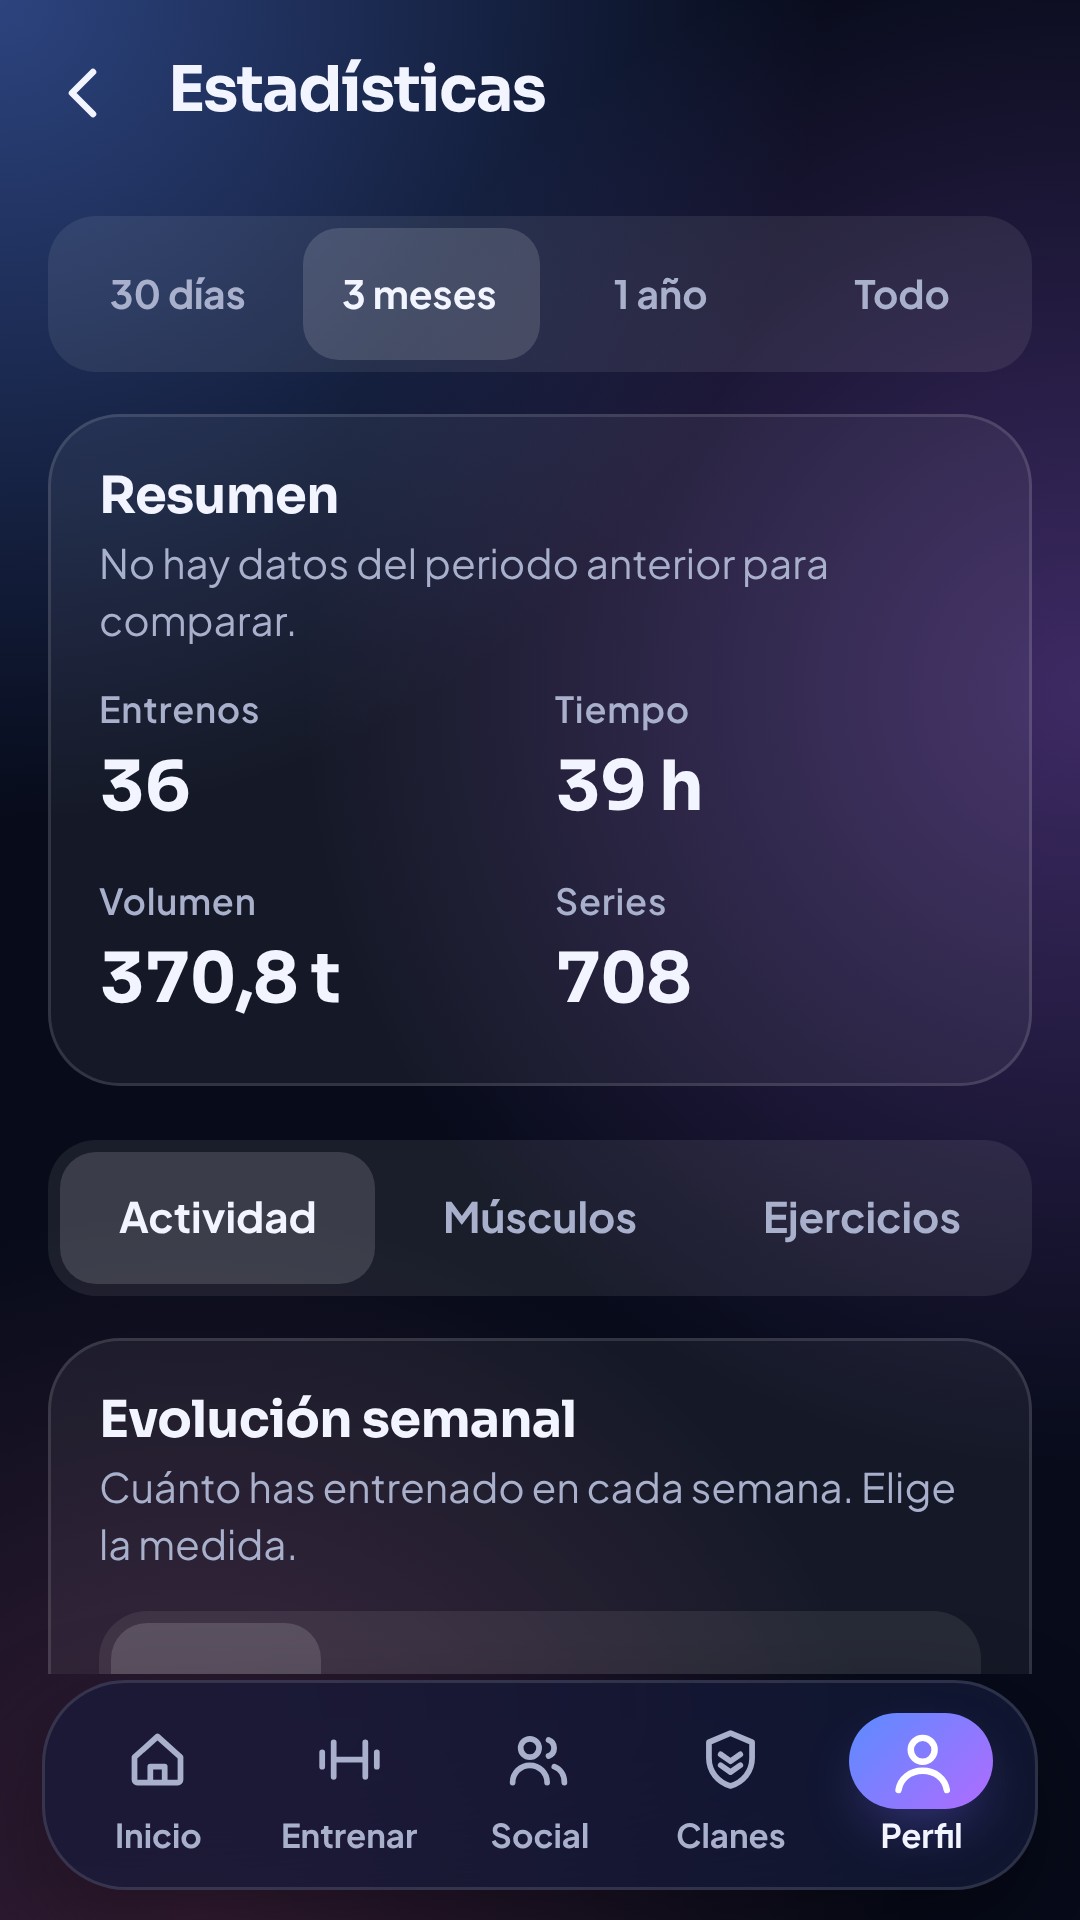 Estadísticas
30 días 3 meses 1 año Todo
Resumen
No hay datos del periodo anterior para
comparar.
Entrenos Tiempo
36 39 h
Volumen Series
370,8 t 708
Actividad Músculos Ejercicios
Evolución semanal
Cuánto has entrenado en cada semana. Elige
la medida.
Inicio Entrenar Social Clanes Perfil